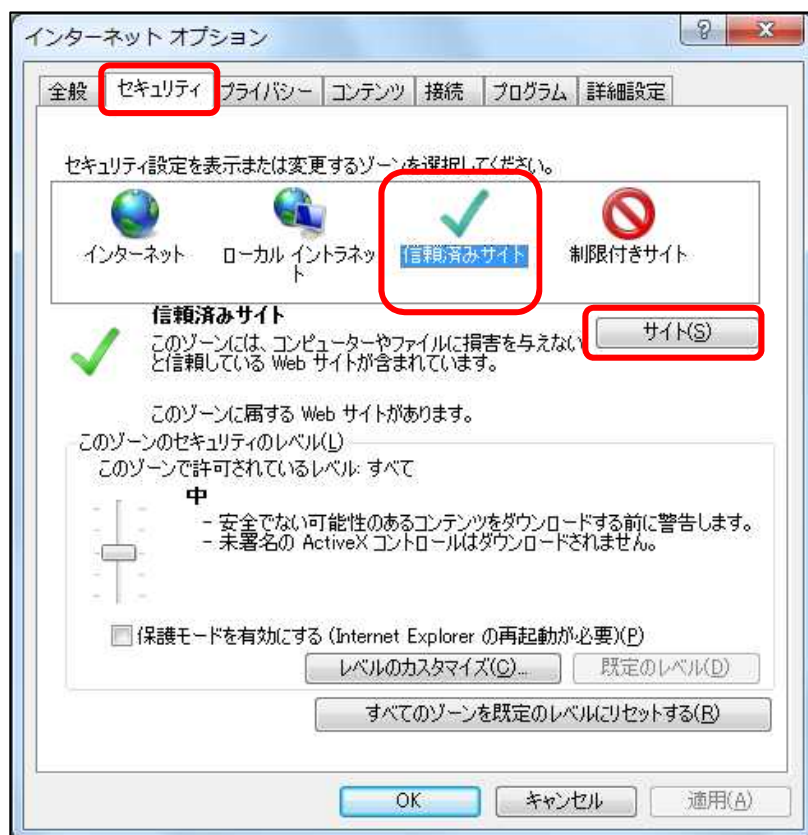 インターネット オプション
全般 セキュリティ プライバシー コンテンツ 接続 プログラム 詳細設定
セキュリティ設定を表示または変更するゾーンを選択してください。
インターネット
ローカル イントラネッ
ト
信頼済みサイト
制限付きサイト
信頼済みサイト
サイト(S)
このゾーンには、コンピューターやファイルに損害を与えない
と信頼している Web サイトが含まれています。
このゾーンに属する Web サイトがあります。
このゾーンのセキュリティのレベル(L)
このゾーンで許可されているレベル: すべて
中
- 安全でない可能性のあるコンテンツをダウンロードする前に警告します。
- 未署名の ActiveX コントロールはダウンロードされません。
保護モードを有効にする (Internet Explorer の再起動が必要)(P)
レベルのカスタマイズ(C)... 既定のレベル(D)
すべてのゾーンを既定のレベルにリセットする(R)
OK キャンセル 適用(A)